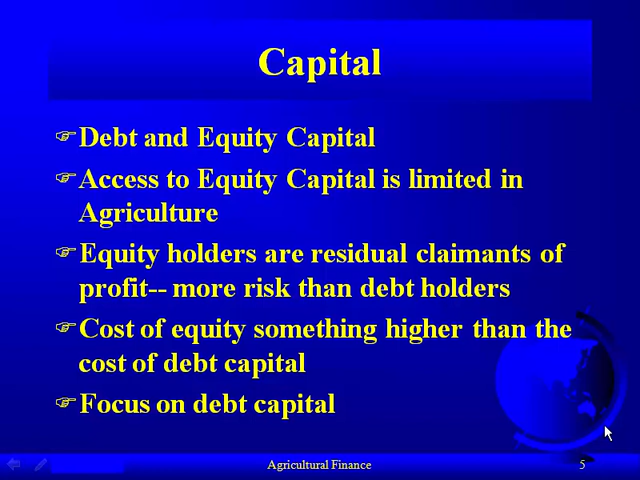 Capital
Debt and Equity Capital
Access to Equity Capital is limited in
Agriculture
Equity holders are residual claimants of
profit-- more risk than debt holders
Cost of equity something higher than the
cost of debt capital
Focus on debt capital
Agricultural Finance
5